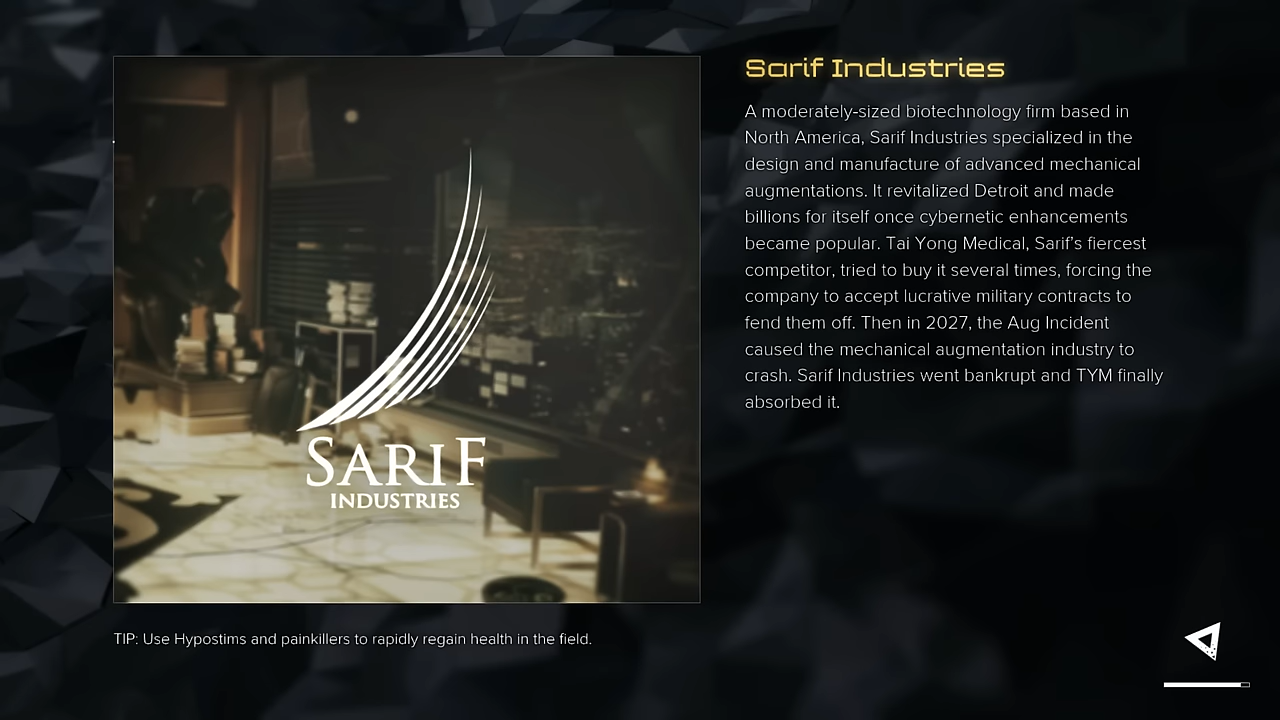 Sarif Industries
A moderately-sized biotechnology firm based in
North America, Sarif Industries specialized in the
design and manufacture of advanced mechanical
augmentations. It revitalized Detroit and made
billions for itself once cybernetic enhancements
became popular. Tai Yong Medical, Sarif's fiercest
competitor, tried to buy it several times, forcing the
company to accept lucrative military contracts to
fend them off. Then in 2027, the Aug Incident
caused the mechanical augmentation industry to
crash. Sarif Industries went bankrupt and TYM finally
absorbed it.
SARIF
INDUSTRIES
TIP: Use Hypostims and painkillers to rapidly regain health in the field.